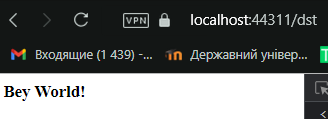 VPN
localhost:44311/dst
Входящие (1 439) -...
Державний універ...
Bey World!